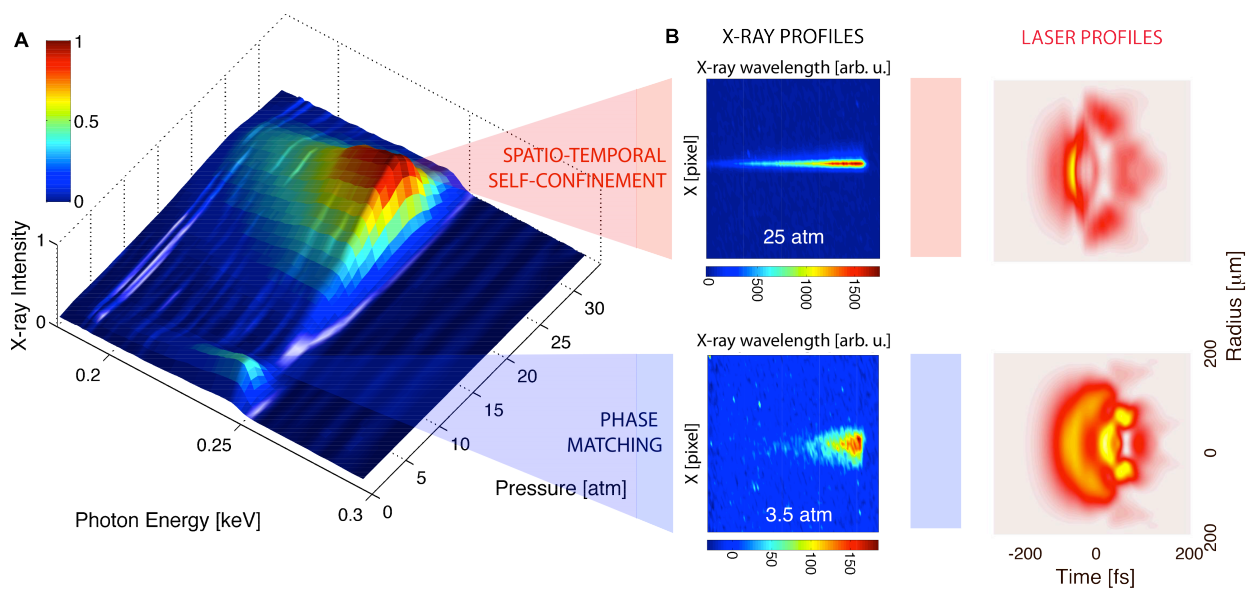 A
1
0.5
0
X-ray Intensity
1
0
0.2
0.25
0.3
Photon Energy [keV]
0
5
10
15
20
25
30
Pressure [atm]
SPATIO-TEMPORAL
SELF-CONFINEMENT
PHASE
MATCHING
B
X-RAY PROFILES
X-ray wavelength [arb. u.]
X [pixel]
25 atm
0
500
1000
1500
X-ray wavelength [arb. u.]
X [pixel]
3.5 atm
0
50
100
150
LASER PROFILES
Radius [µm]
200
0
200
-200
0
200
Time [fs]